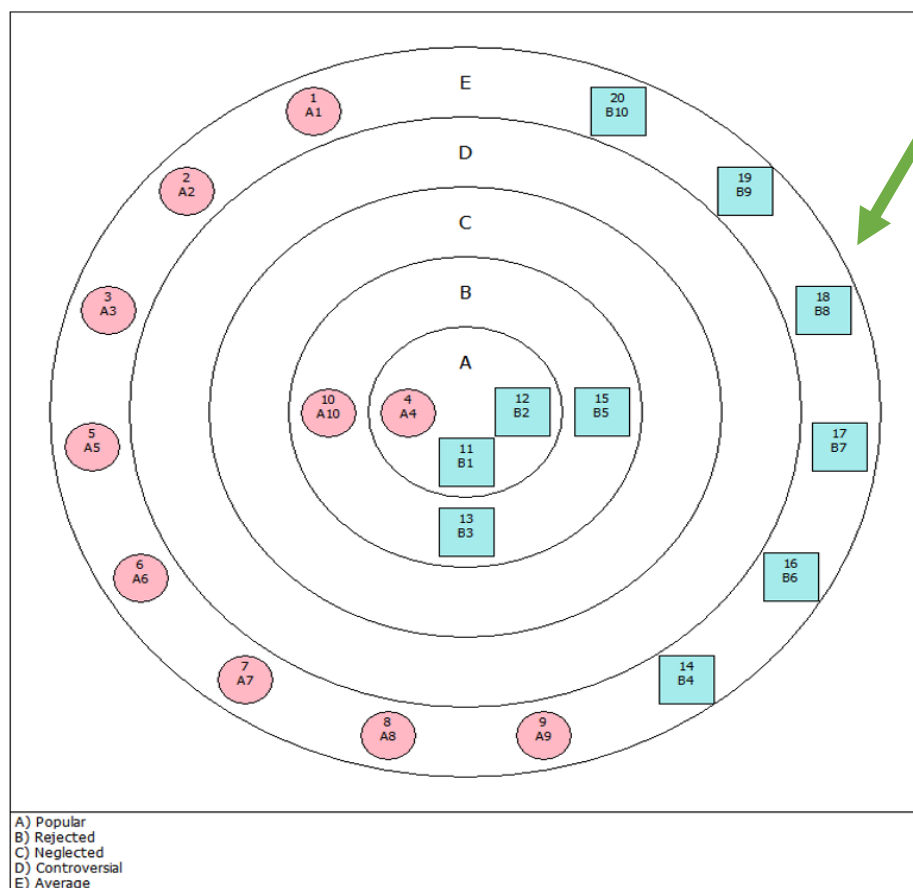 E
1
A1
20
B10
D
2
A2
19
B9
C
3
A3
18
B8
B
A
10
A10
4
A4
12
B2
15
B5
5
A5
17
B7
11
B1
13
B3
6
A6
16
B6
7
A7
14
B4
8
A8
9
A9
A) Popular
B) Rejected
C) Neglected
D) Controversial
E) Average